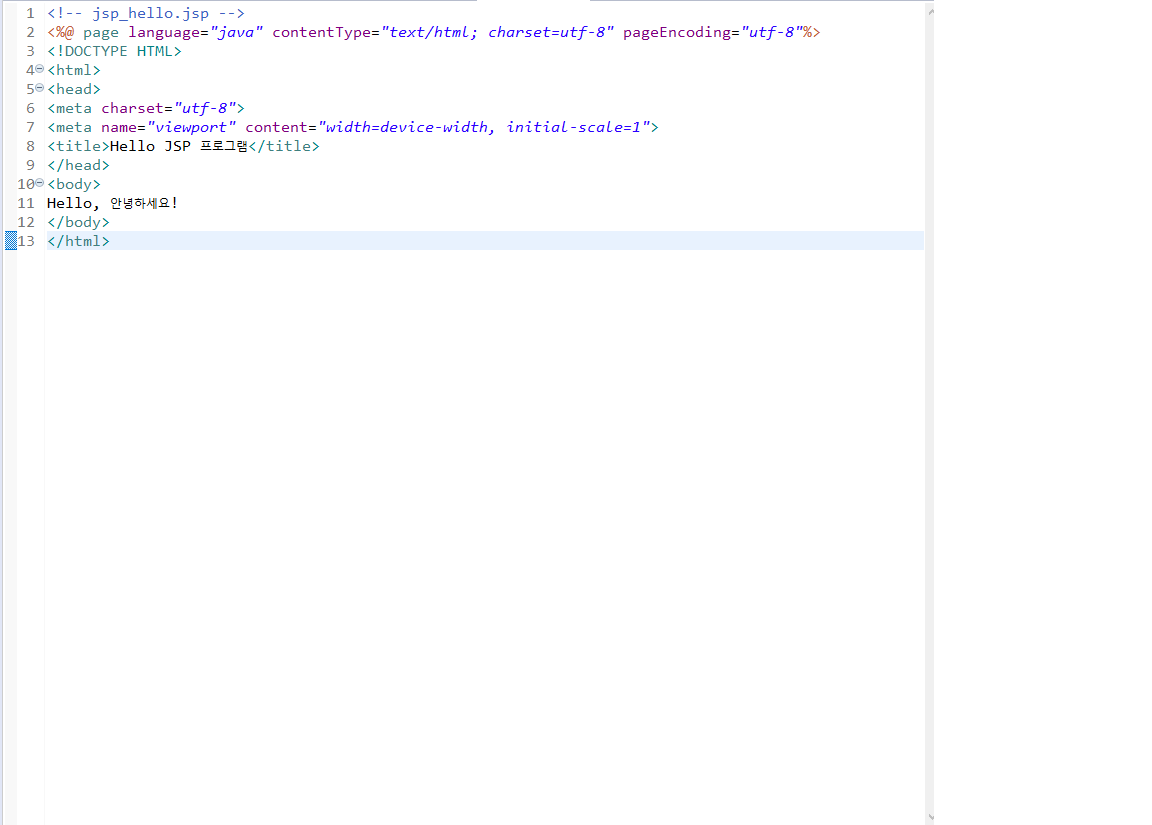 1 <!-- jsp_hello.jsp -->
2 <%@ page language="java" contentType="text/html; charset=utf-8" pageEncoding="utf-8"%>
3 <!DOCTYPE HTML>
4 <html>
5 <head>
6 <meta charset="utf-8">
7 <meta name="viewport" content="width=device-width, initial-scale=1">
8 <title>Hello JSP 프로그램</title>
9 </head>
10 <body>
11 Hello, 안녕하세요!
12 </body>
13 </html>